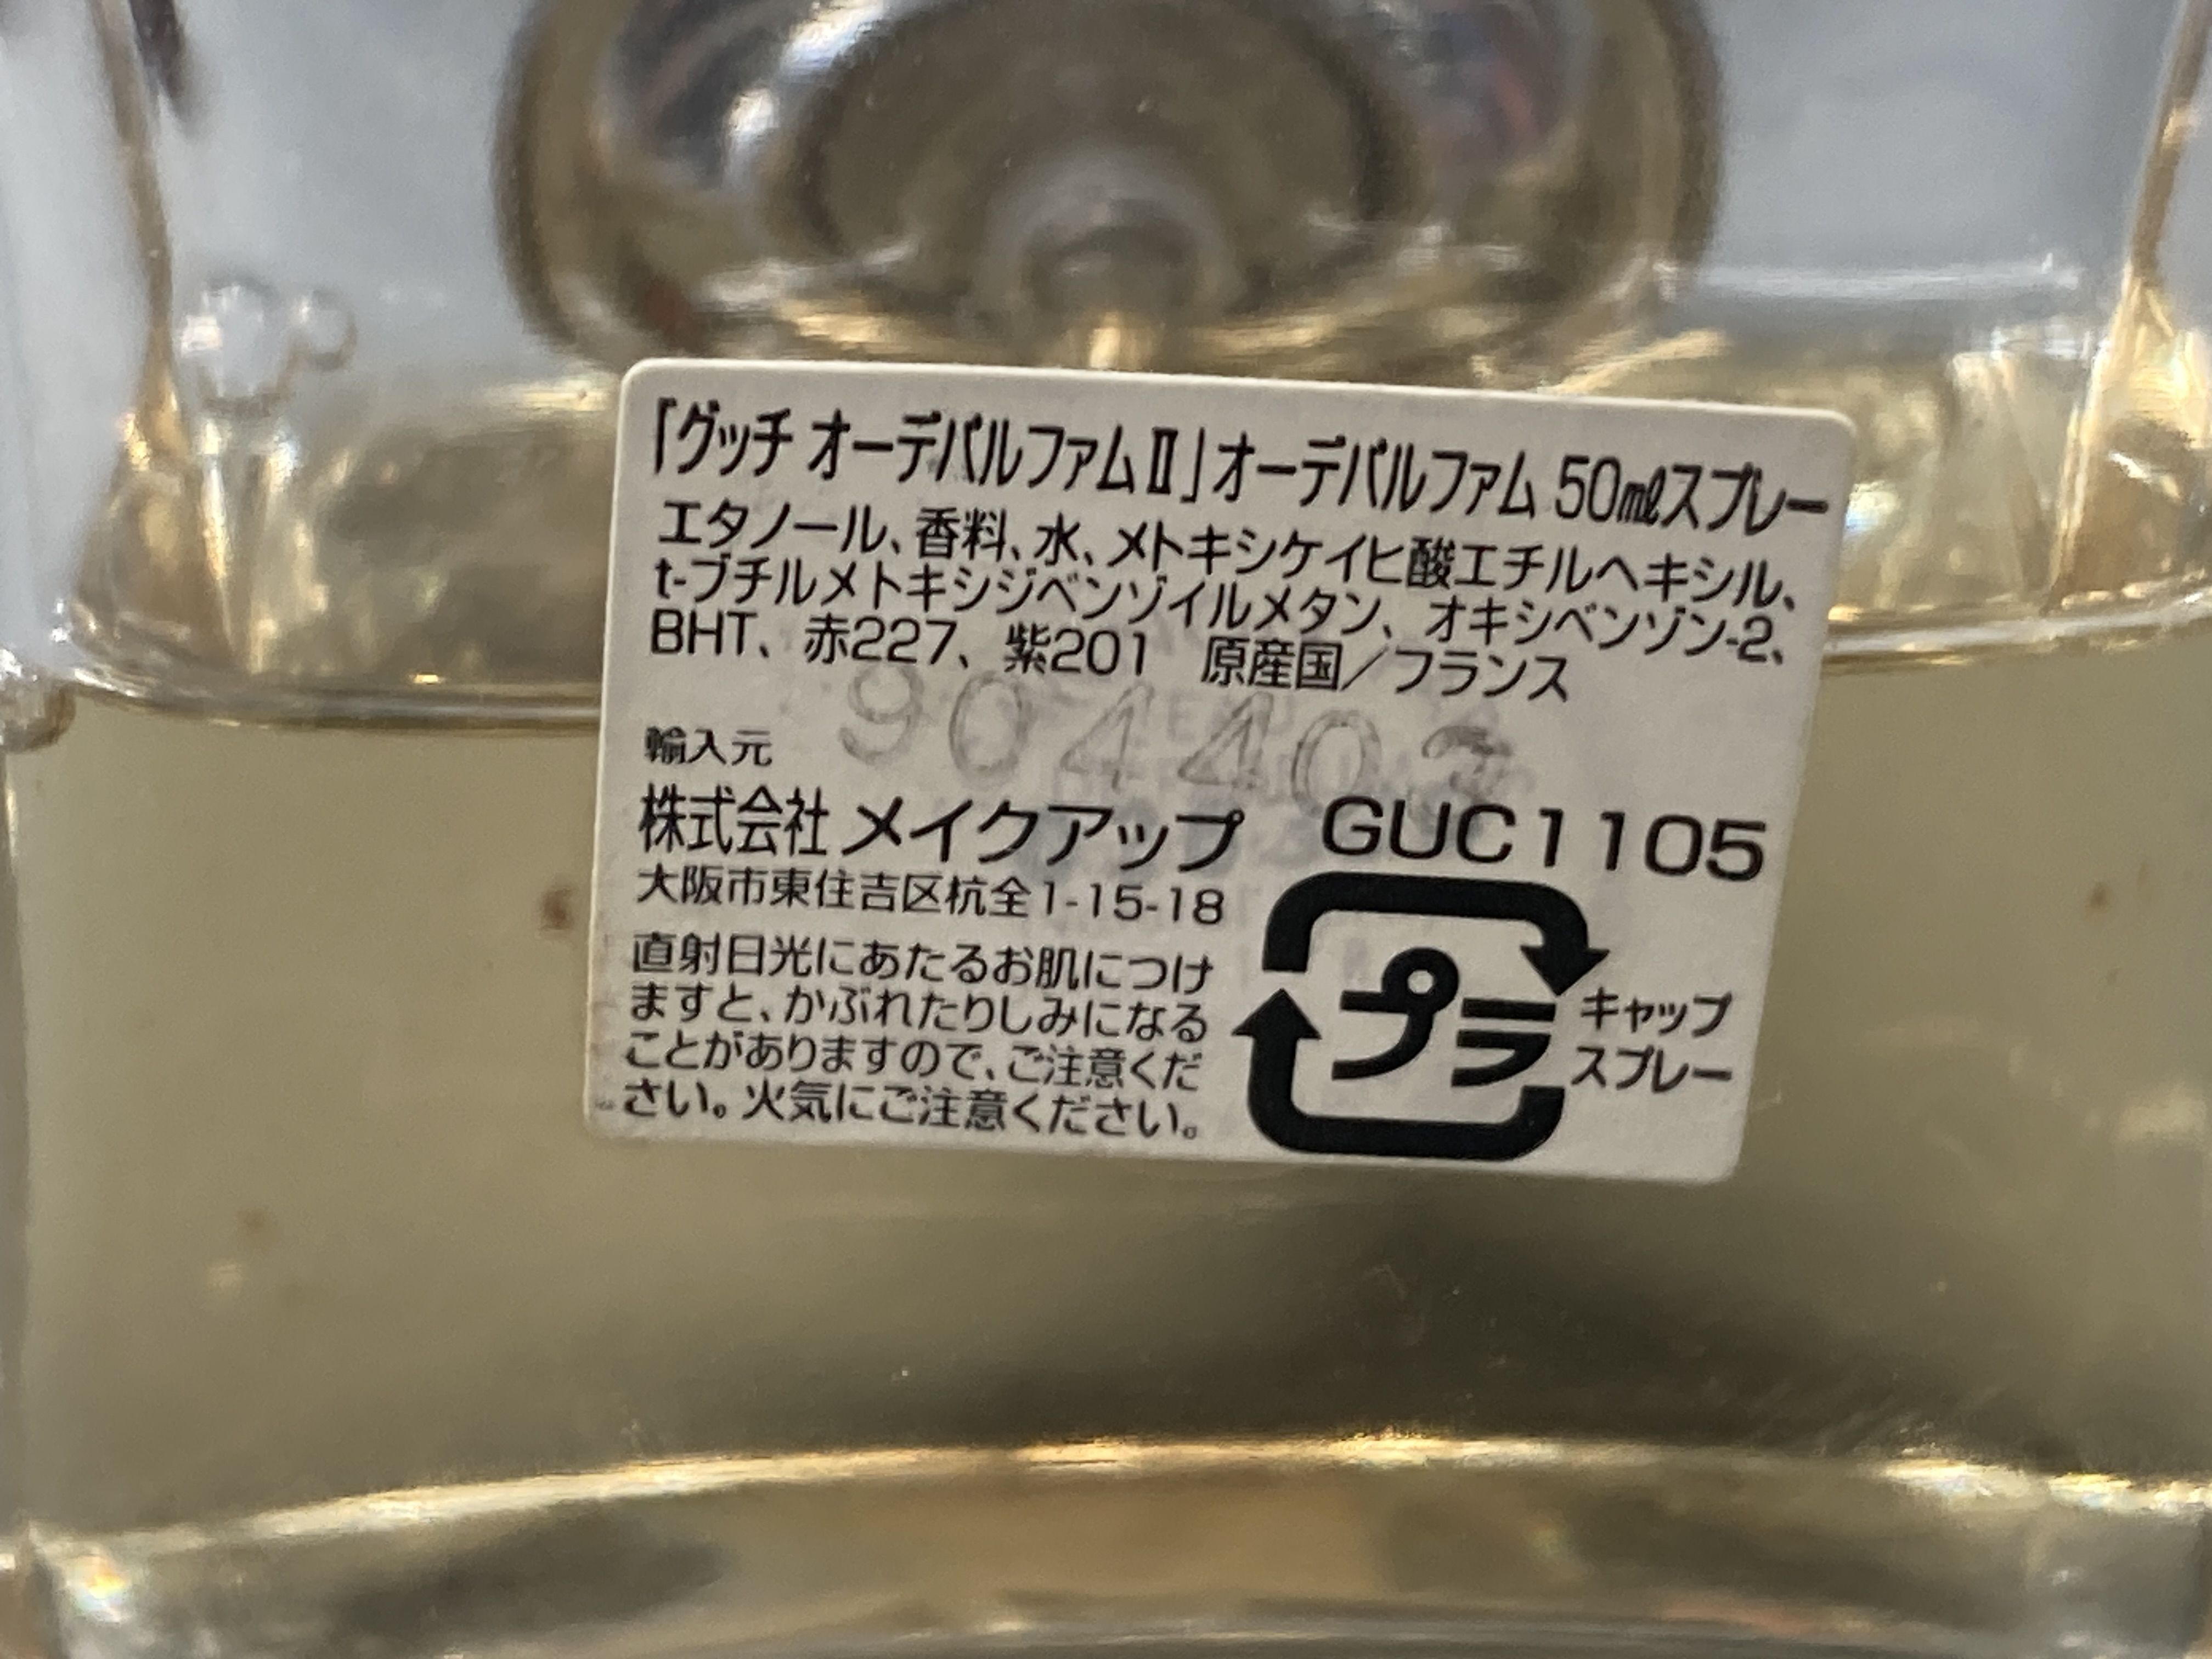 「グッチ オーデパルファムⅡ」オーデパルファム 50㎖スプレー
エタノール、香料、水、メトキシケイヒ酸エチルヘキシル、
t-ブチルメトキシジベンゾイルメタン、オキシベンゾン-2、
BHT、赤227、紫201 原産国/フランス
90440
輸入元
株式会社 メイクアップ GUC1105
大阪市東住吉区杭全1-15-18
直射日光にあたるお肌につけ
ますと、かぶれたりしみになる
ことがありますので、ご注意くだ
さい。火気にご注意ください。
プラ
キャップ
スプレー